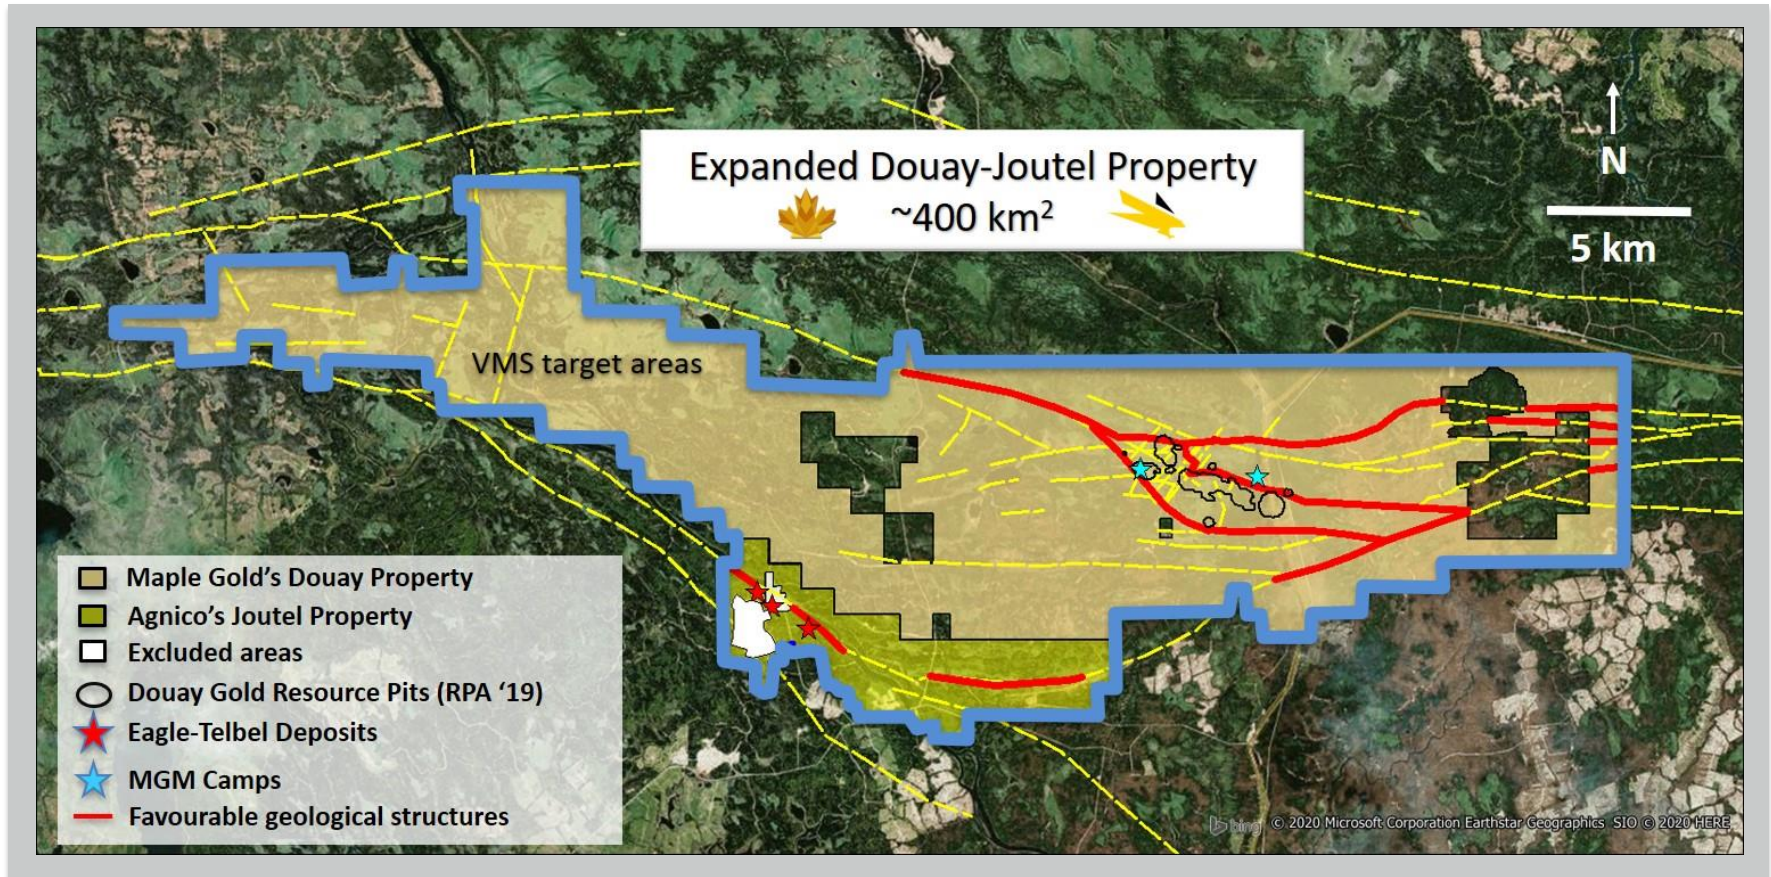 Expanded Douay-Joutel Property
~400 km²
N
5 km
VMS target areas
Maple Gold’s Douay Property
Agnico’s Joutel Property
Excluded areas
Douay Gold Resource Pits (RPA ‘19)
Eagle-Telbel Deposits
MGM Camps
Favourable geological structures
bing © 2020 Microsoft Corporation Earthstar Geographics SIO © 2020 HERE